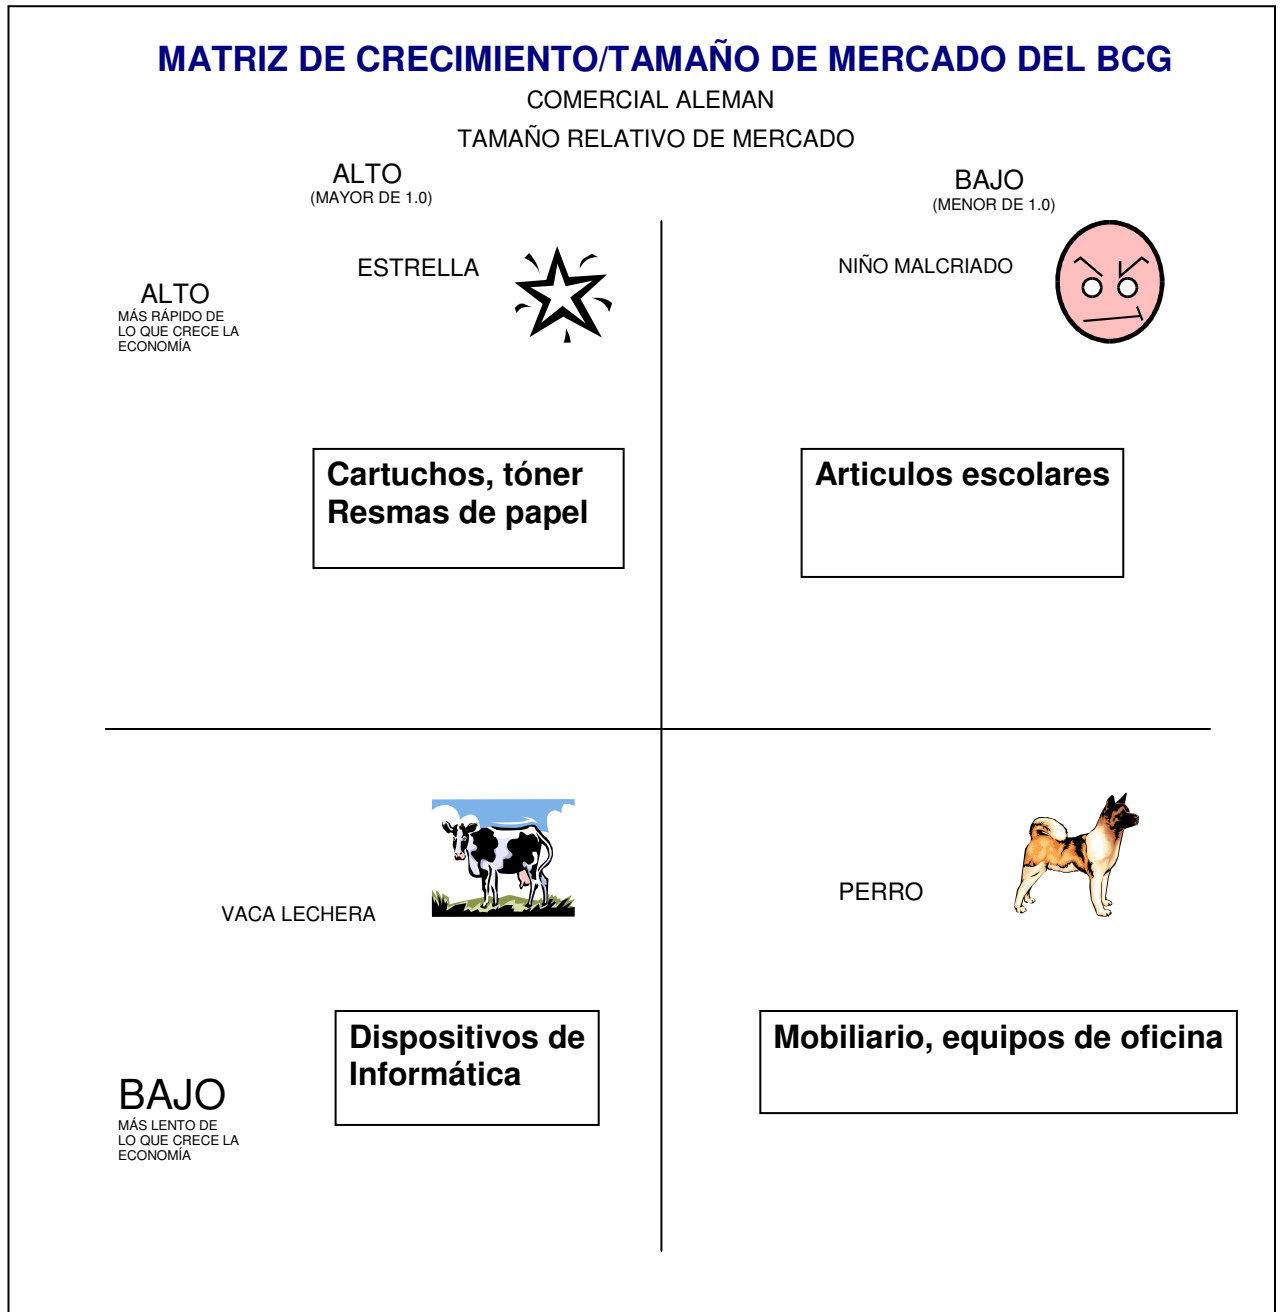 MATRIZ DE CRECIMIENTO/TAMAÑO DE MERCADO DEL BCG
COMERCIAL ALEMAN
TAMAÑO RELATIVO DE MERCADO
ALTO
(MAYOR DE 1.0)
BAJO
(MENOR DE 1.0)
ESTRELLA
NIÑO MALCRIADO
ALTO
MÁS RÁPIDO DE
LO QUE CRECE LA
ECONOMÍA
Cartuchos, tóner
Resmas de papel
Articulos escolares
VACA LECHERA
PERRO
Dispositivos de
Informática
Mobiliario, equipos de oficina
BAJO
MÁS LENTO DE
LO QUE CRECE LA
ECONOMÍA